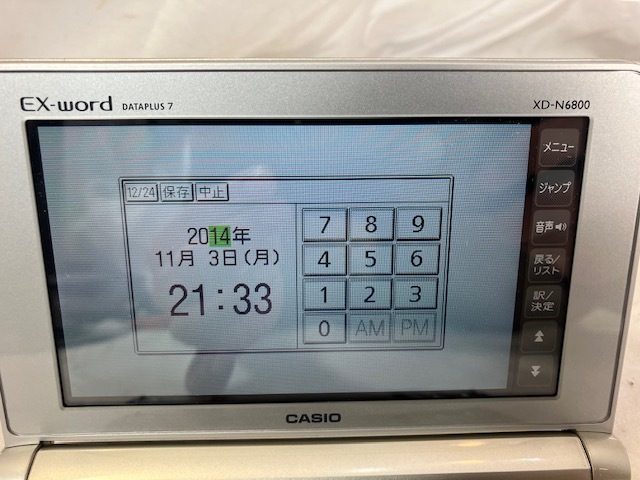 EX-word DATAPLUS 7
XD-N6800
12/24 保存 中止
2014年
11月 3日(月)
21:33
7 8 9
4 5 6
1 2 3
0 AM PM
メニュー
ジャンプ
音声
戻る/
リスト
訳/
決定
CASIO